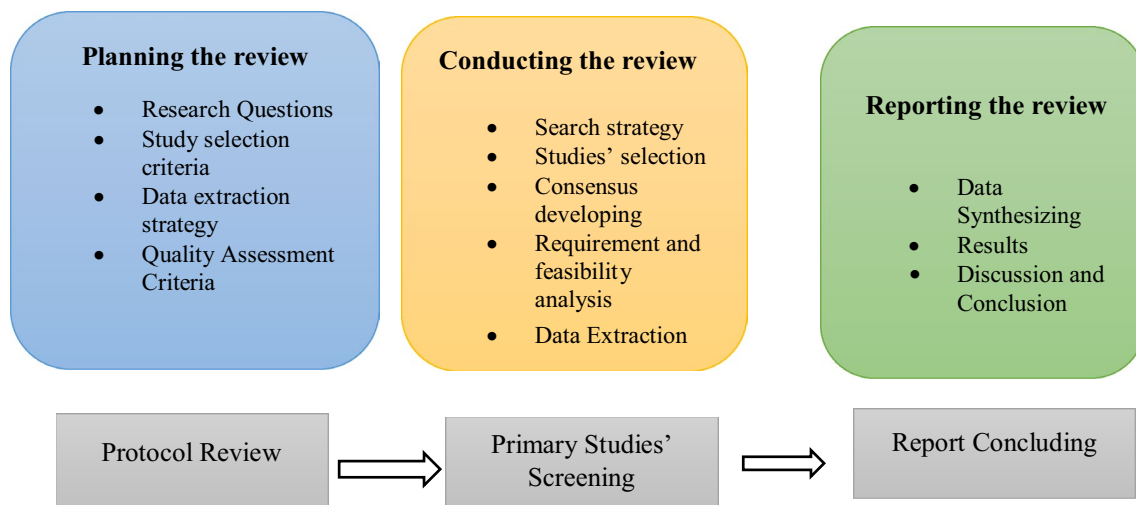 Planning the review
• Research Questions
• Study selection
criteria
• Data extraction
strategy
• Quality Assessment
Criteria
Conducting the review
• Search strategy
• Studies’ selection
• Consensus
developing
• Requirement and
feasibility
analysis
• Data Extraction
Reporting the review
• Data
Synthesizing
• Results
• Discussion and
Conclusion
Protocol Review
Primary Studies’
Screening
Report Concluding